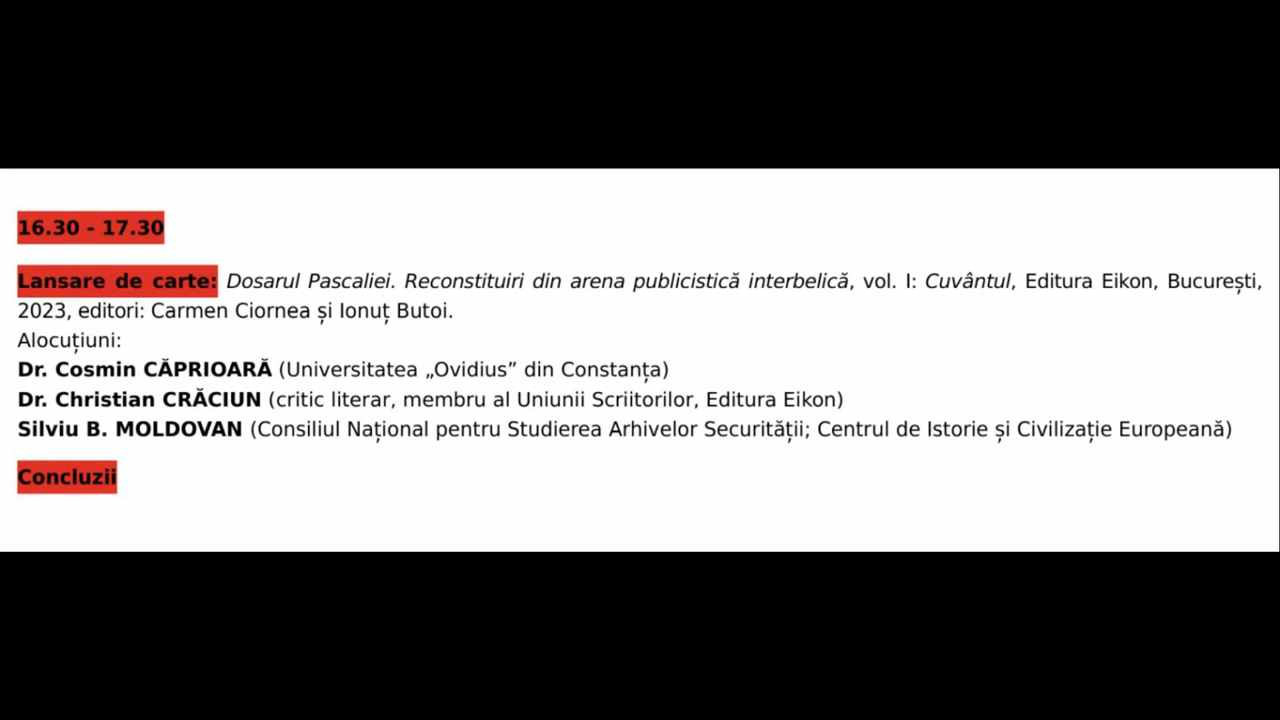 16.30 - 17.30
Lansare de carte: Dosarul Pascaliei. Reconstituiri din arena publicistică interbelică, vol. I: Cuvântul, Editura Eikon, București,
2023, editori: Carmen Ciornea și Ionuț Butoi.
Alocuțiuni:
Dr. Cosmin CĂPRIOARĂ (Universitatea „Ovidius” din Constanța)
Dr. Christian CRĂCIUN (critic literar, membru al Uniunii Scriitorilor, Editura Eikon)
Silviu B. MOLDOVAN (Consiliul Național pentru Studierea Arhivelor Securității; Centrul de Istorie și Civilizație Europeană)
Concluzii